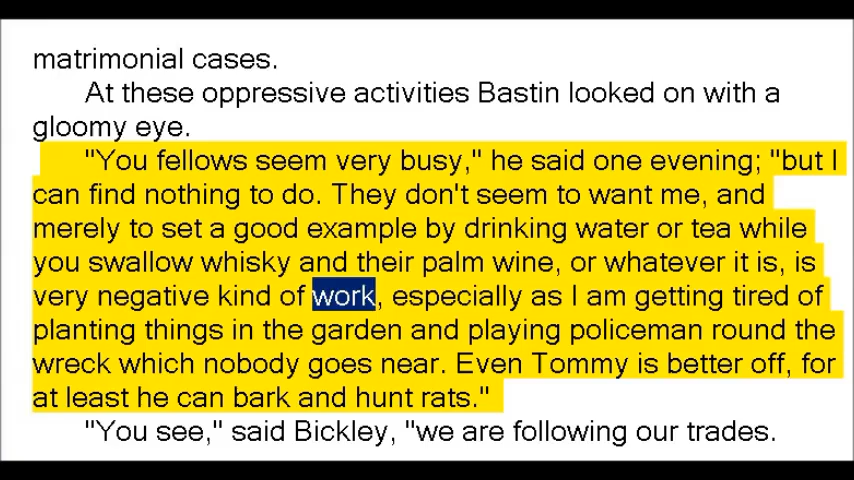 matrimonial cases.
At these oppressive activities Bastin looked on with a
gloomy eye.
"You fellows seem very busy," he said one evening; "but I
can find nothing to do. They don't seem to want me, and
merely to set a good example by drinking water or tea while
you swallow whisky and their palm wine, or whatever it is, is
very negative kind of work, especially as I am getting tired of
planting things in the garden and playing policeman round the
wreck which nobody goes near. Even Tommy is better off, for
at least he can bark and hunt rats."
"You see," said Bickley, "we are following our trades.